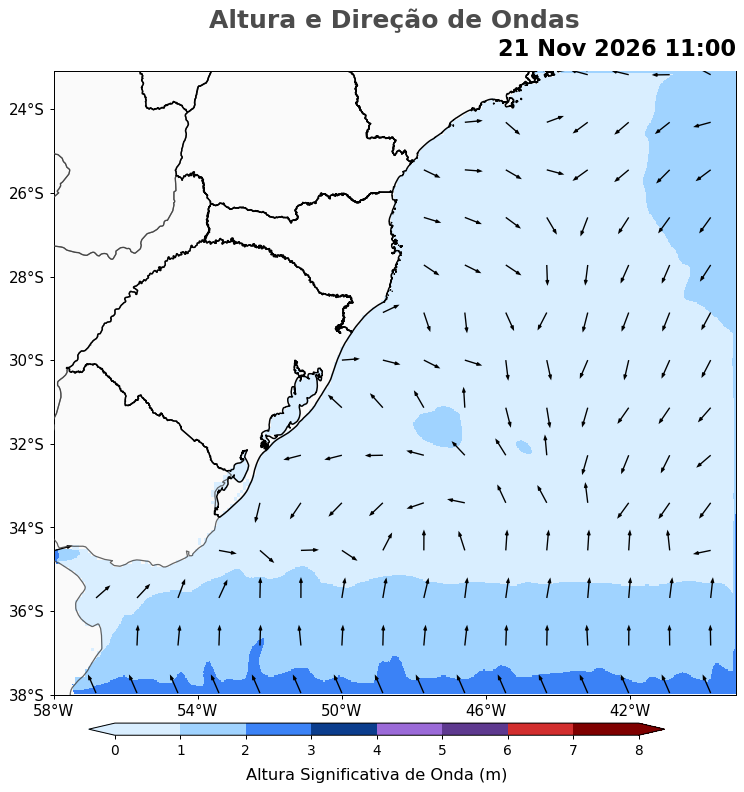 Altura e Direção de Ondas
21 Nov 2026 11:00
24°S
26°S
28°S
30°S
32°S
34°S
36°S
38°S
58°W 54°W 50°W 46°W 42°W
0 1 2 3 4 5 6 7 8
Altura Significativa de Onda (m)